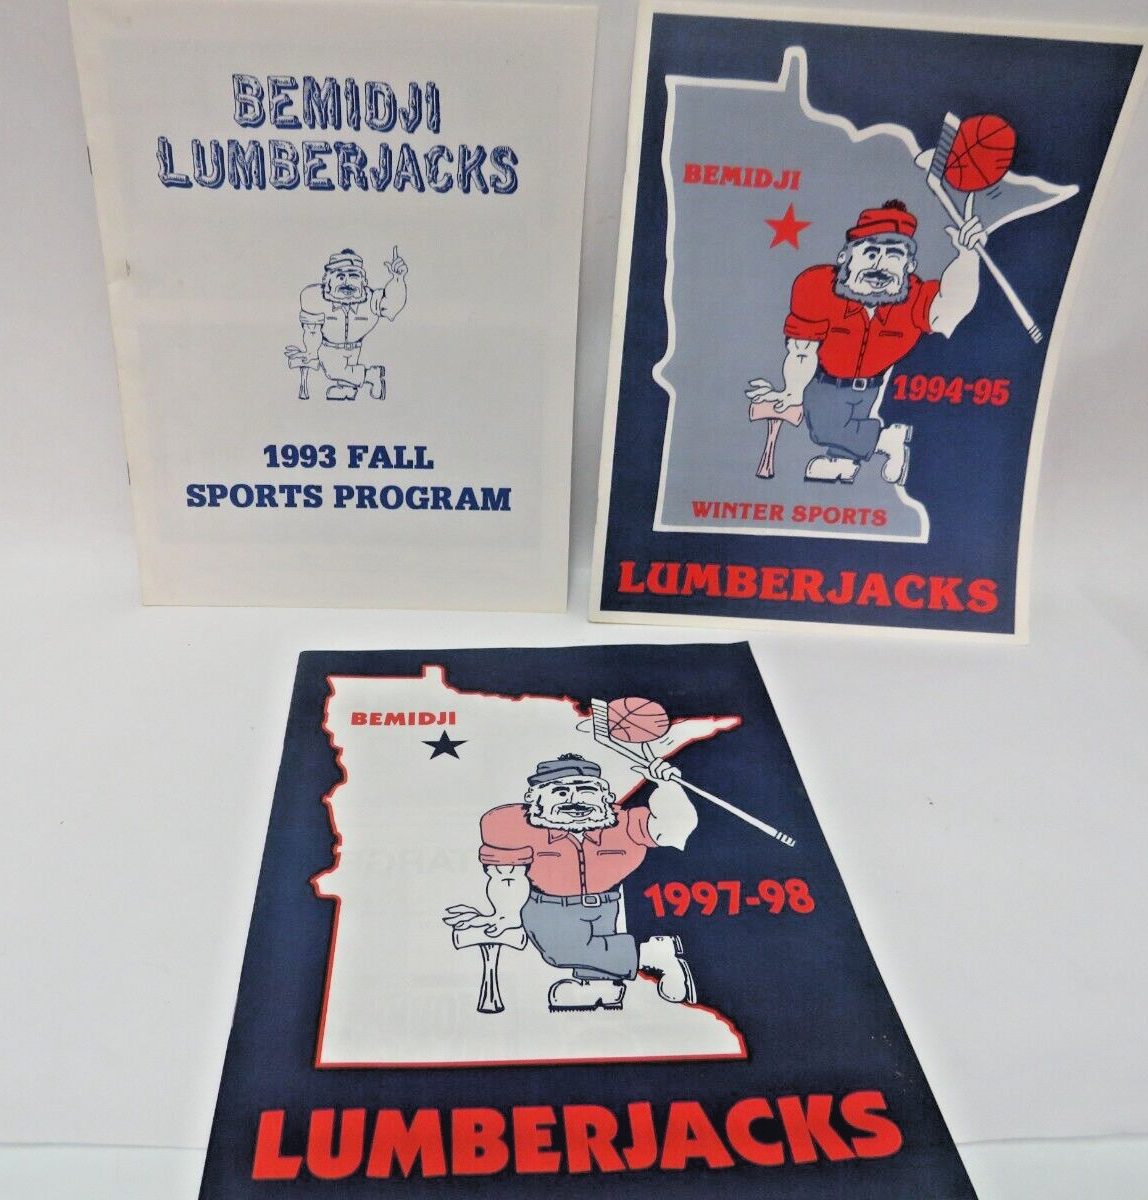 BEMIDJI
LUMBERJACKS
1993 FALL
SPORTS PROGRAM
BEMIDJI
1994-95
WINTER SPORTS
LUMBERJACKS
BEMIDJI
1997-98
LUMBERJACKS